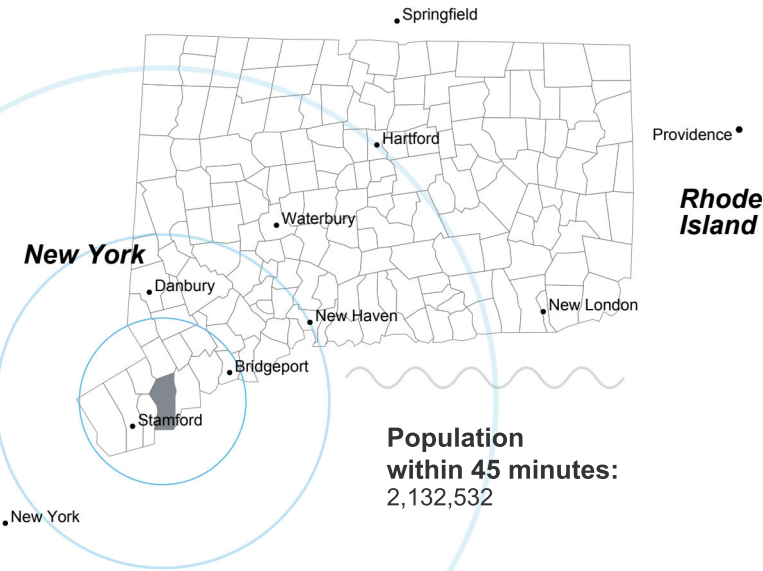 Springfield
Hartford
Providence
Rhode
Island
Waterbury
New York
Danbury
New London
New Haven
Bridgeport
Stamford
Population
within 45 minutes:
2,132,532
New York